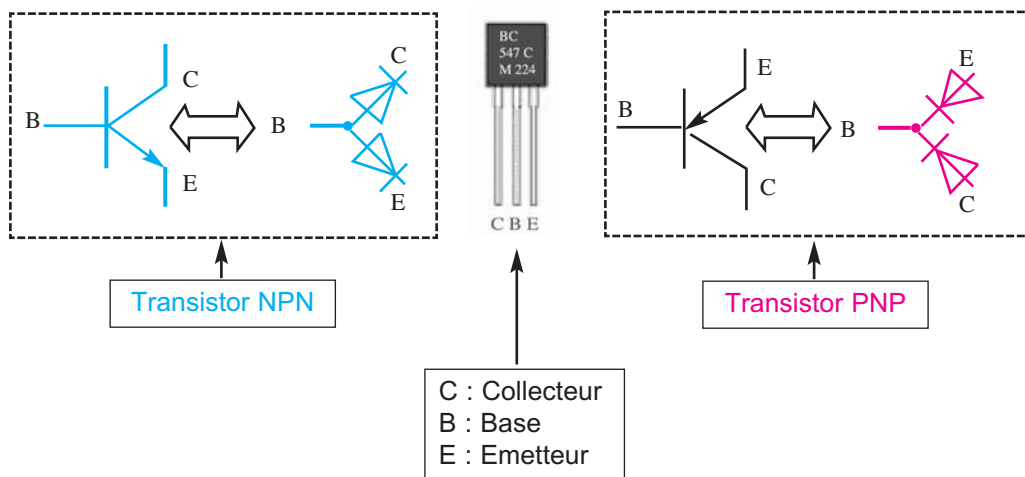 C
B
E
B
C
E
BC
547 C
M 224
C B E
E
B
C
B
E
C
Transistor NPN
Transistor PNP
C : Collecteur
B : Base
E : Emetteur